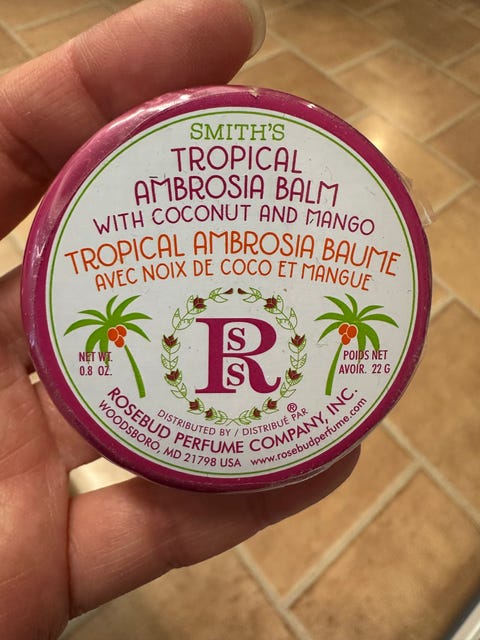 SMITH'S
TROPICAL
AMBROSIA BALM
WITH COCONUT AND MANGO
TROPICAL AMBROSIA BAUME
AVEC NOIX DE COCO ET MANGUE
NET WT.
0.8 OZ.
RSS
POIDS NET
AVOIR. 22 G
DISTRIBUTED BY / DISTRIBUÉ PAR
ROSEBUD PERFUME COMPANY, INC.®
WOODSBORO, MD 21798 USA www.rosebudperfume.com